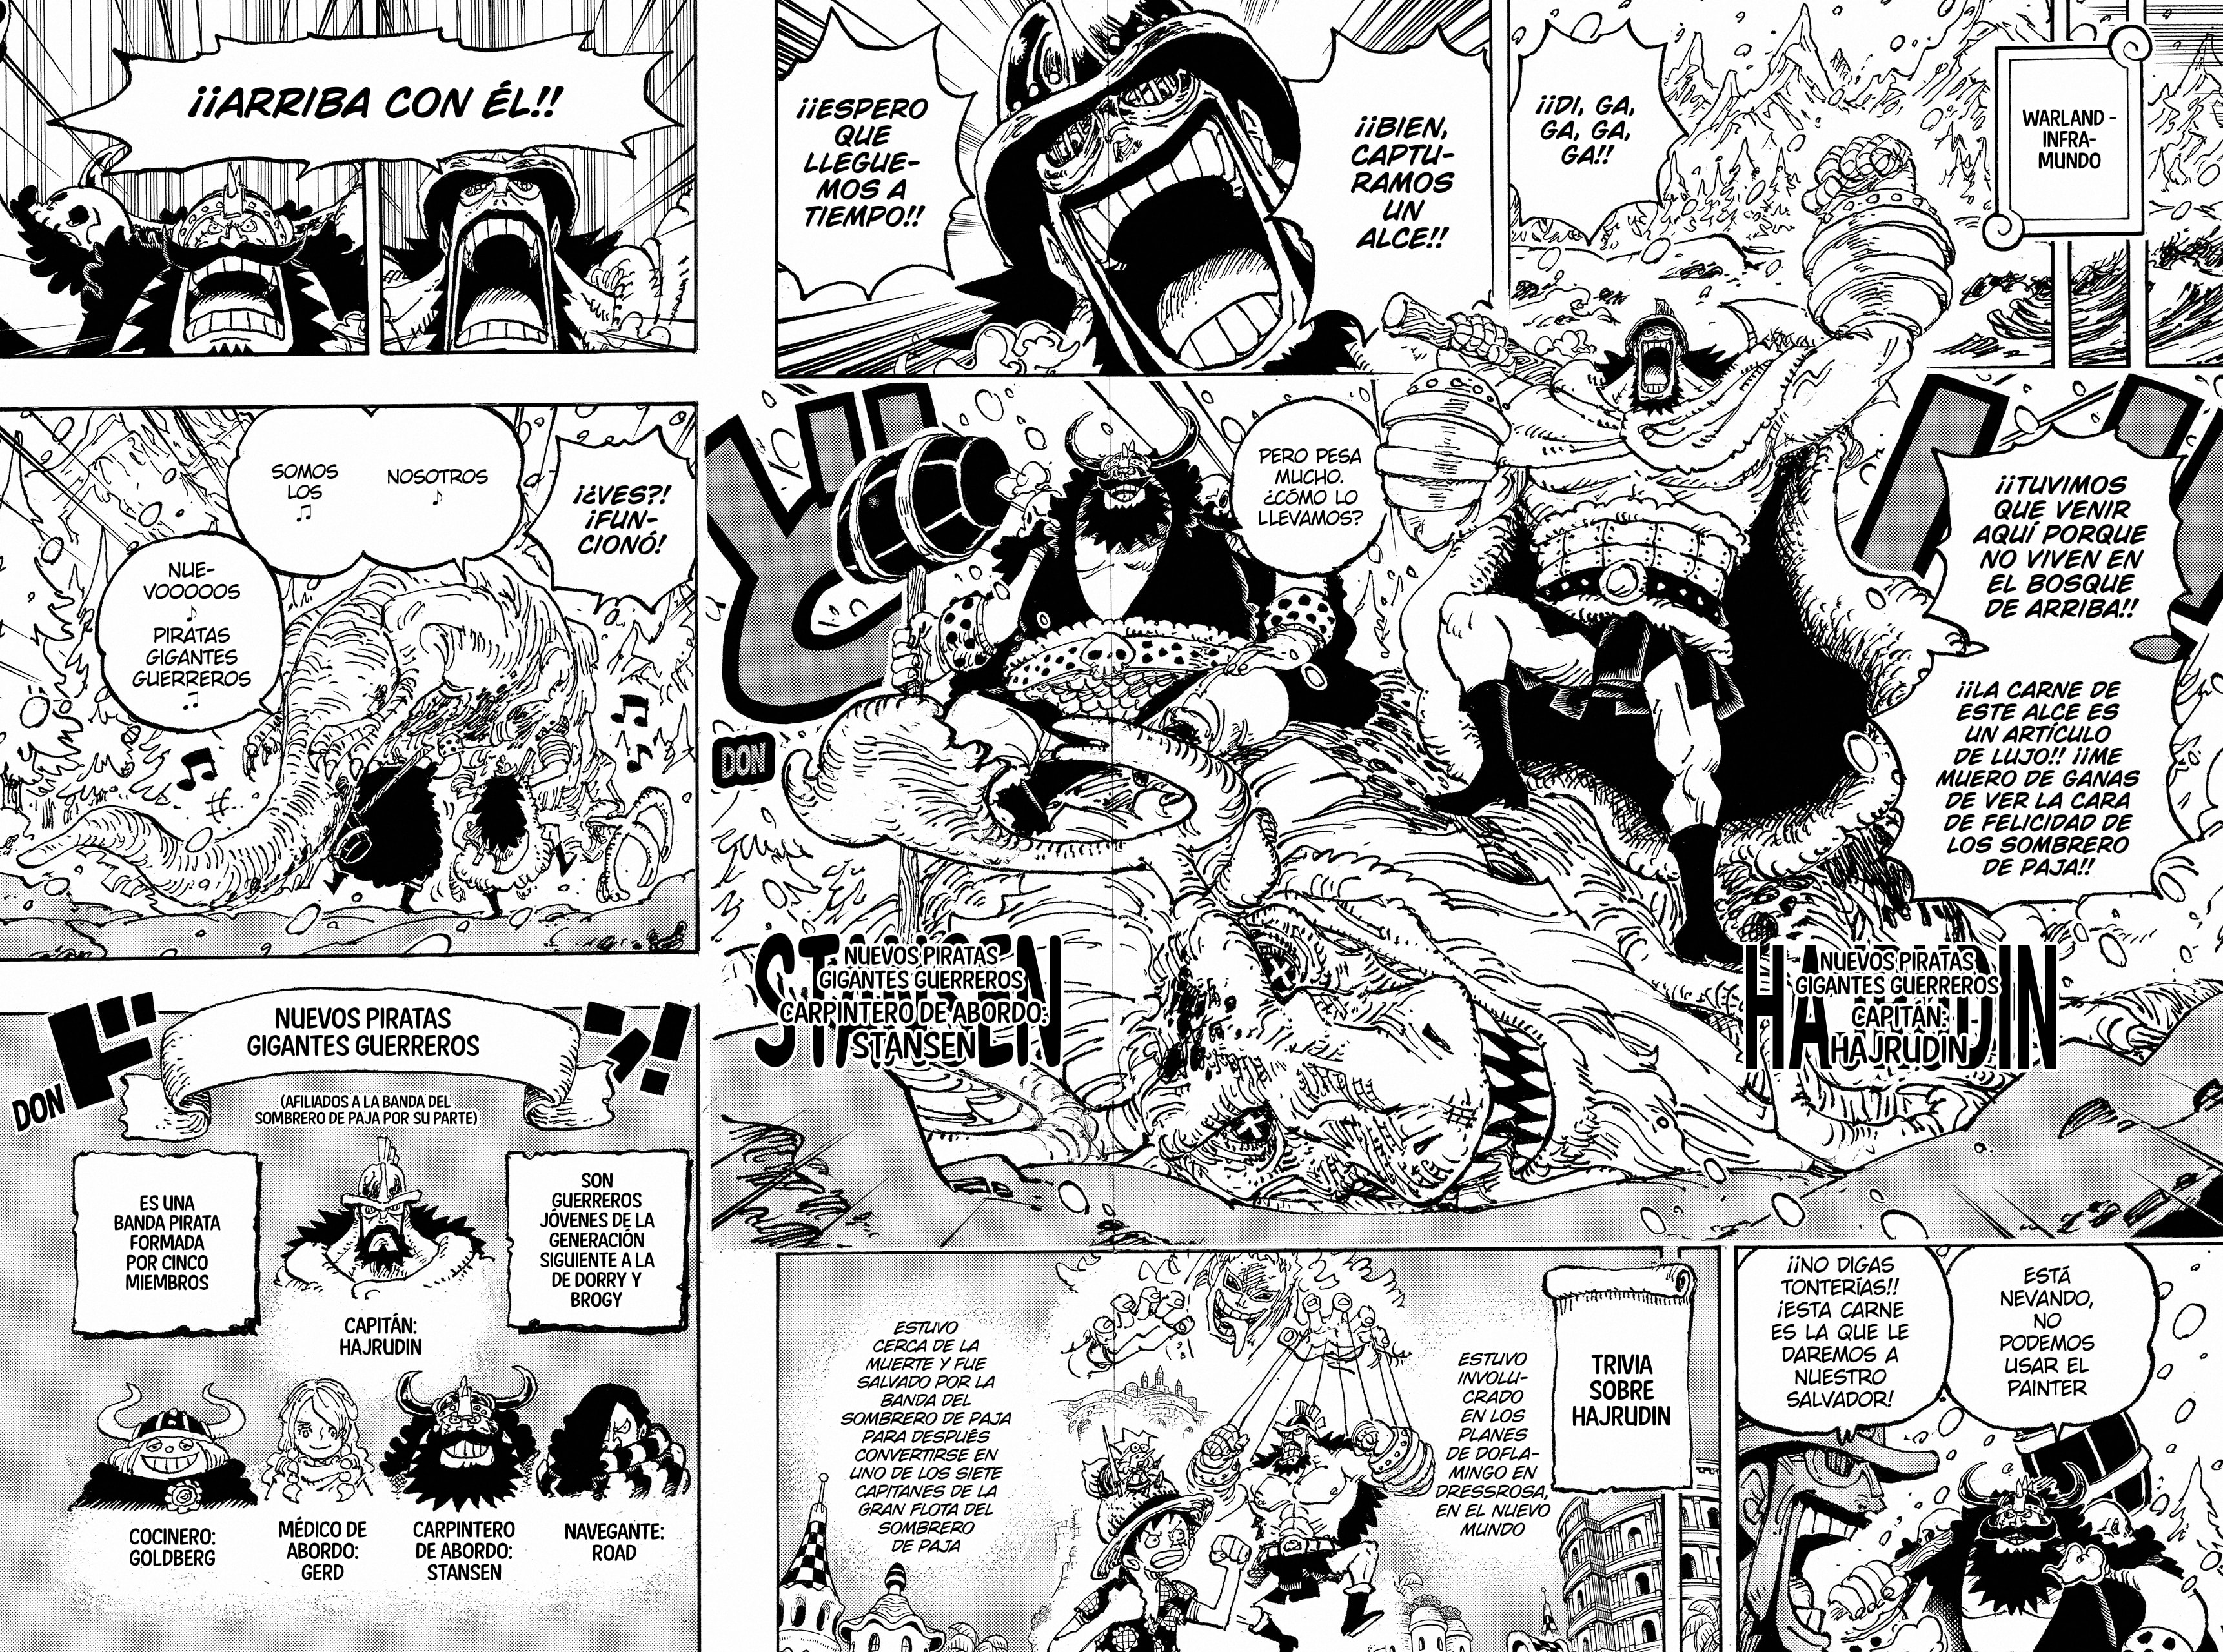 WARLAND -
INFRA-
MUNDO
¡¡DI, GA,
GA, GA,
GA!!
¡¡BIEN,
CAPTU-
RAMOS
UN
ALCE!!
¡¡ESPERO
QUE
LLEGUE-
MOS A
TIEMPO!!
¡¡TUVIMOS
QUE VENIR
AQUÍ PORQUE
NO VIVEN EN
EL BOSQUE
DE ARRIBA!!
¡¡LA CARNE DE
ESTE ALCE ES
UN ARTÍCULO
DE LUJO!! ¡¡ME
MUERO DE GANAS
DE VER LA CARA
DE FELICIDAD DE
LOS SOMBRERO
DE PAJA!!
PERO PESA
MUCHO.
¿CÓMO LO
LLEVAMOS?
ドン
DON
HAJRUDIN
NUEVOS PIRATAS
GIGANTES GUERREROS
CAPITÁN:
HAJRUDIN
STANSEN
NUEVOS PIRATAS
GIGANTES GUERREROS
CARPINTERO DE ABORDO:
STANSEN
ESTÁ
NEVANDO,
NO
PODEMOS
USAR EL
PAINTER
¡¡NO DIGAS
TONTERÍAS!!
¡ESTA CARNE
ES LA QUE LE
DAREMOS A
NUESTRO
SALVADOR!
TRIVIA
SOBRE
HAJRUDIN
ESTUVO
INVOLU-
CRADO
EN LOS
PLANES
DE DOFLA-
MINGO EN
DRESSROSA,
EN EL NUEVO
MUNDO
ESTUVO
CERCA DE LA
MUERTE Y FUE
SALVADO POR LA
BANDA DEL
SOMBRERO DE PAJA
PARA DESPUÉS
CONVERTIRSE EN
UNO DE LOS SIETE
CAPITANES DE LA
GRAN FLOTA DEL
SOMBRERO
DE PAJA
¡¡ARRIBA CON ÉL!!
¡¿VES?!
¡FUN-
CIONÓ!
NOSOTROS
♪
SOMOS
LOS
♫
NUE-
VOOOOOS
♪
PIRATAS
GIGANTES
GUERREROS
♫
ドン!
DON
NUEVOS PIRATAS
GIGANTES GUERREROS
(AFILIADOS A LA BANDA DEL
SOMBRERO DE PAJA POR SU PARTE)
SON
GUERREROS
JÓVENES DE LA
GENERACIÓN
SIGUIENTE A LA
DE DORRY Y
BROGY
ES UNA
BANDA PIRATA
FORMADA
POR CINCO
MIEMBROS
CAPITÁN:
HAJRUDIN
NAVEGANTE:
ROAD
CARPINTERO
DE ABORDO:
STANSEN
MÉDICO DE
ABORDO:
GERD
COCINERO:
GOLDBERG